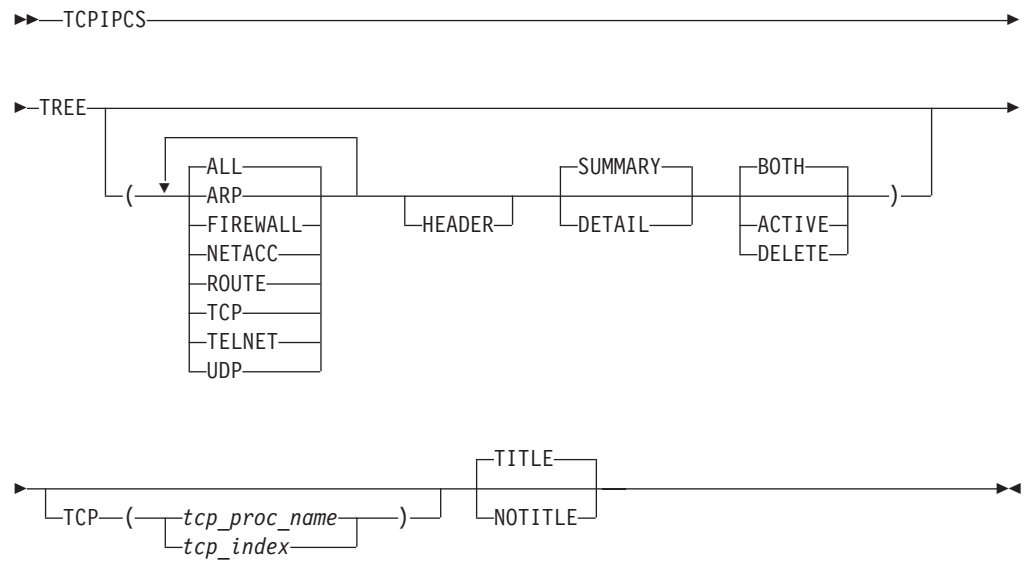 TCPIPCS
TREE
ALL SUMMARY BOTH
( ARP )
FIREWALL HEADER DETAIL ACTIVE
NETACC DELETE
ROUTE
TCP
TELNET
UDP
TITLE
TCP ( tcp_proc_name ) NOTITLE
tcp_index